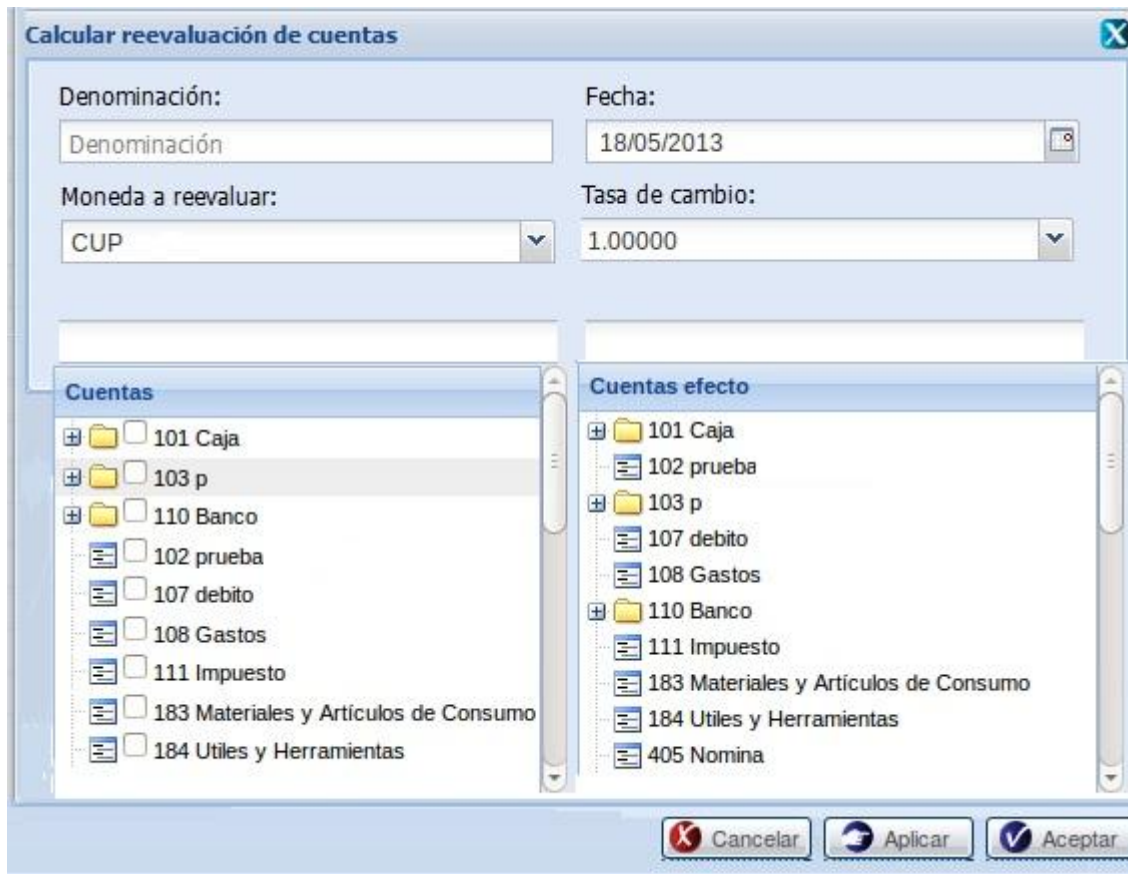 Calcular reevaluación de cuentas
Denominación:
Fecha:
Denominación
18/05/2013
Moneda a reevaluar:
Tasa de cambio:
CUP
1.00000
Cuentas
101 Caja
103 p
110 Banco
102 prueba
107 debito
108 Gastos
111 Impuesto
183 Materiales y Artículos de Consumo
184 Utiles y Herramientas
Cuentas efecto
101 Caja
102 prueba
103 p
107 debito
108 Gastos
110 Banco
111 Impuesto
183 Materiales y Artículos de Consumo
184 Utiles y Herramientas
405 Nomina
Cancelar
Aplicar
Aceptar